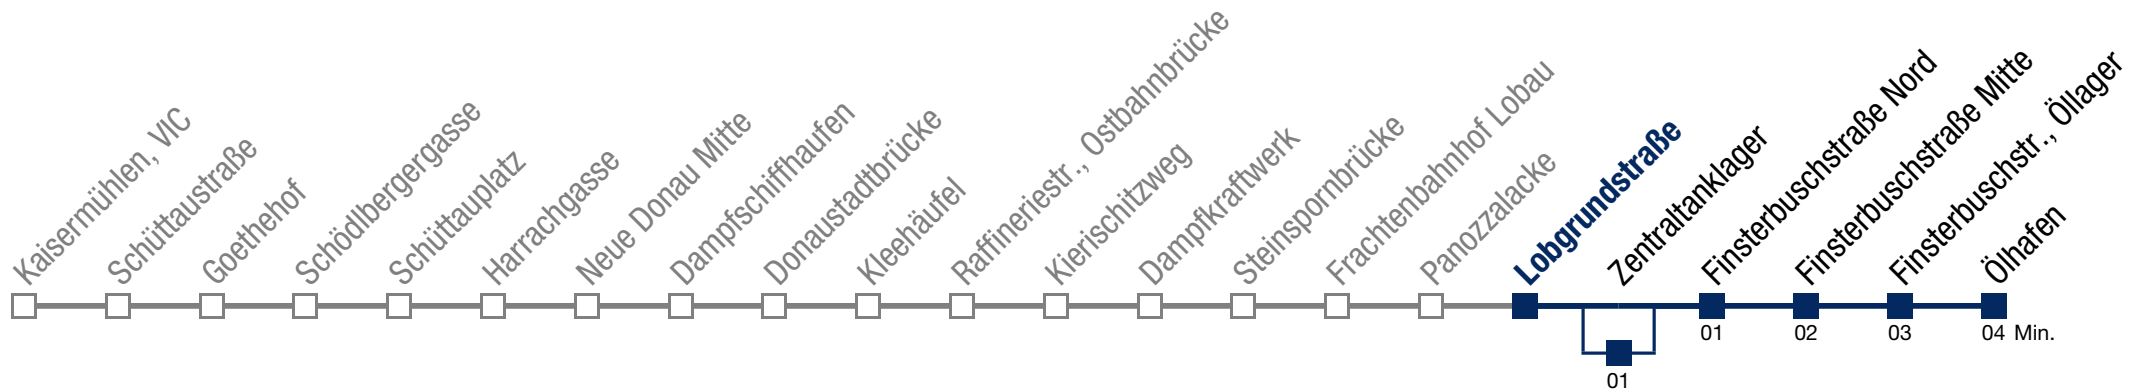 Kaisermühlen, VIC
Schüttaustraße
Goethehof
Schödlbergergasse
Schüttauplatz
Harrachgasse
Neue Donau Mitte
Dampfschiffhaufen
Donaustadtbrücke
Kleehäufel
Raffineriestr., Ostbahnbrücke
Kierischitzweg
Dampfkraftwerk
Steinspornbrücke
Frachtenbahnhof Lobau
Panozzalacke
Lobgrundstraße
Zentraltanklager
Finsterbuschstraße Nord
Finsterbuschstraße Mitte
Finsterbuschstr., Öllager
Ölhafen
01 02 03 04 Min.
01